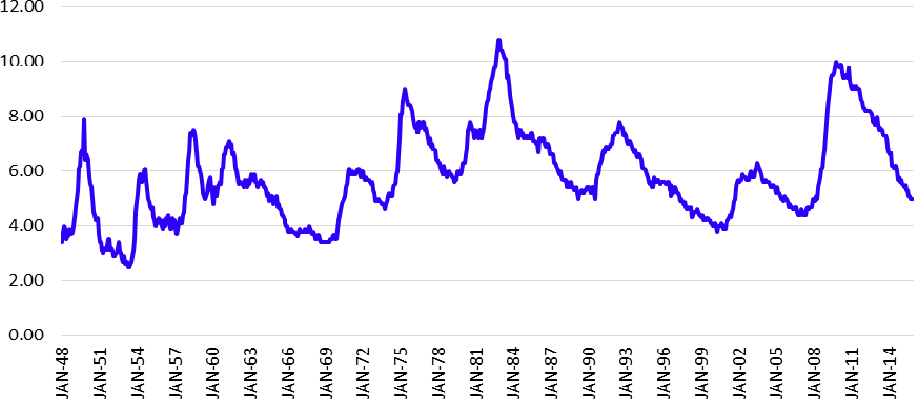 12.00
10.00
8.00
6.00
4.00
2.00
0.00
JAN-48
JAN-51
JAN-54
JAN-57
JAN-60
JAN-63
JAN-66
JAN-69
JAN-72
JAN-75
JAN-78
JAN-81
JAN-84
JAN-87
JAN-90
JAN-93
JAN-96
JAN-99
JAN-02
JAN-05
JAN-08
JAN-11
JAN-14